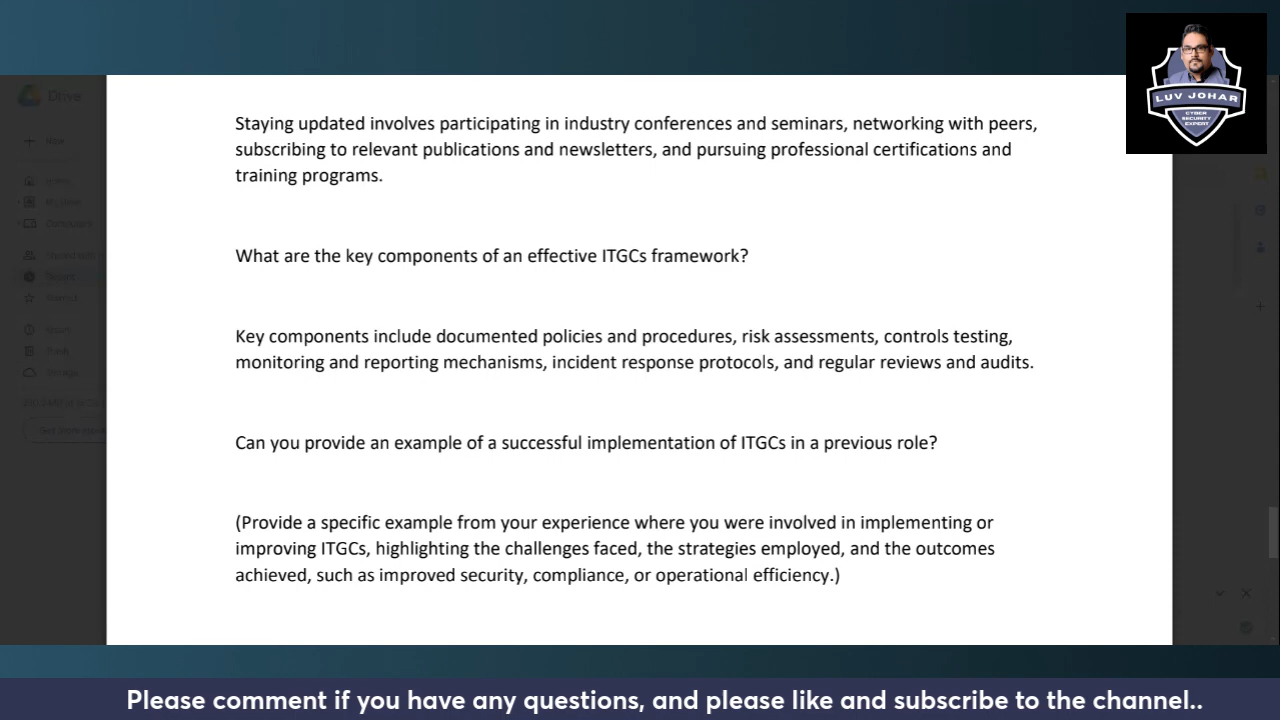 Drive
LUV JOHAR
CYBER
SECURITY
EXPERT
Staying updated involves participating in industry conferences and seminars, networking with peers,
subscribing to relevant publications and newsletters, and pursuing professional certifications and
training programs.
What are the key components of an effective ITGCs framework?
Key components include documented policies and procedures, risk assessments, controls testing,
monitoring and reporting mechanisms, incident response protocols, and regular reviews and audits.
Can you provide an example of a successful implementation of ITGCs in a previous role?
(Provide a specific example from your experience where you were involved in implementing or
improving ITGCs, highlighting the challenges faced, the strategies employed, and the outcomes
achieved, such as improved security, compliance, or operational efficiency.)
Please comment if you have any questions, and please like and subscribe to the channel..